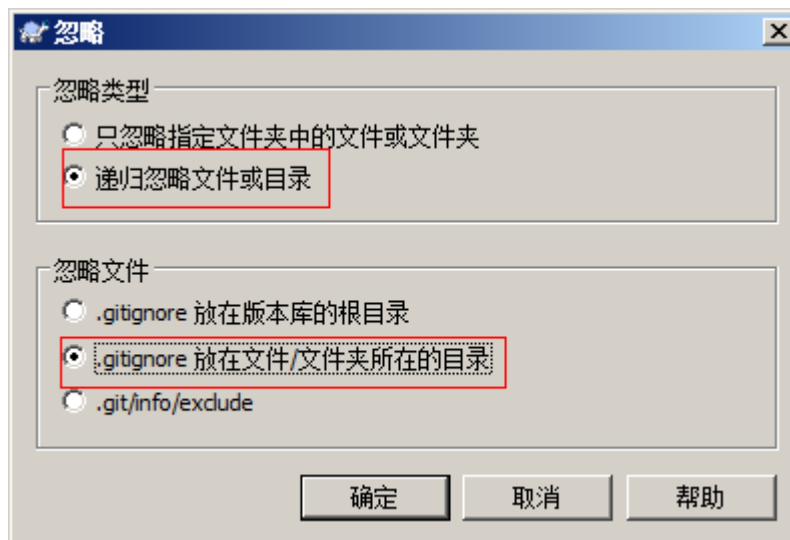 忽略
忽略类型
只忽略指定文件夹中的文件或文件夹
递归忽略文件或目录
忽略文件
.gitignore 放在版本库的根目录
.gitignore 放在文件/文件夹所在的目录
.git/info/exclude
确定
取消
帮助